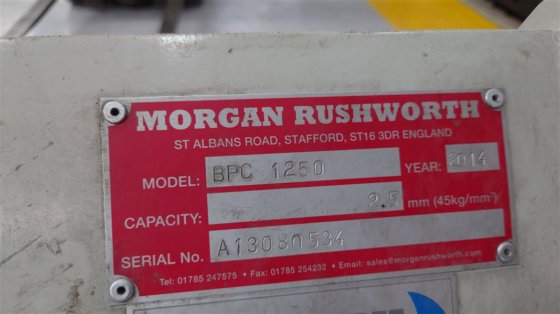 MORGAN RUSHWORTH
ST ALBANS ROAD, STAFFORD, ST16 3DR ENGLAND
MODEL: BPC 1250 YEAR: 2014
CAPACITY: 2.5 mm (45kg/mm²)
SERIAL No. A13080534
Tel: 01785 247575 • Fax: 01785 254232 • Email: sales@morganrushworth.com